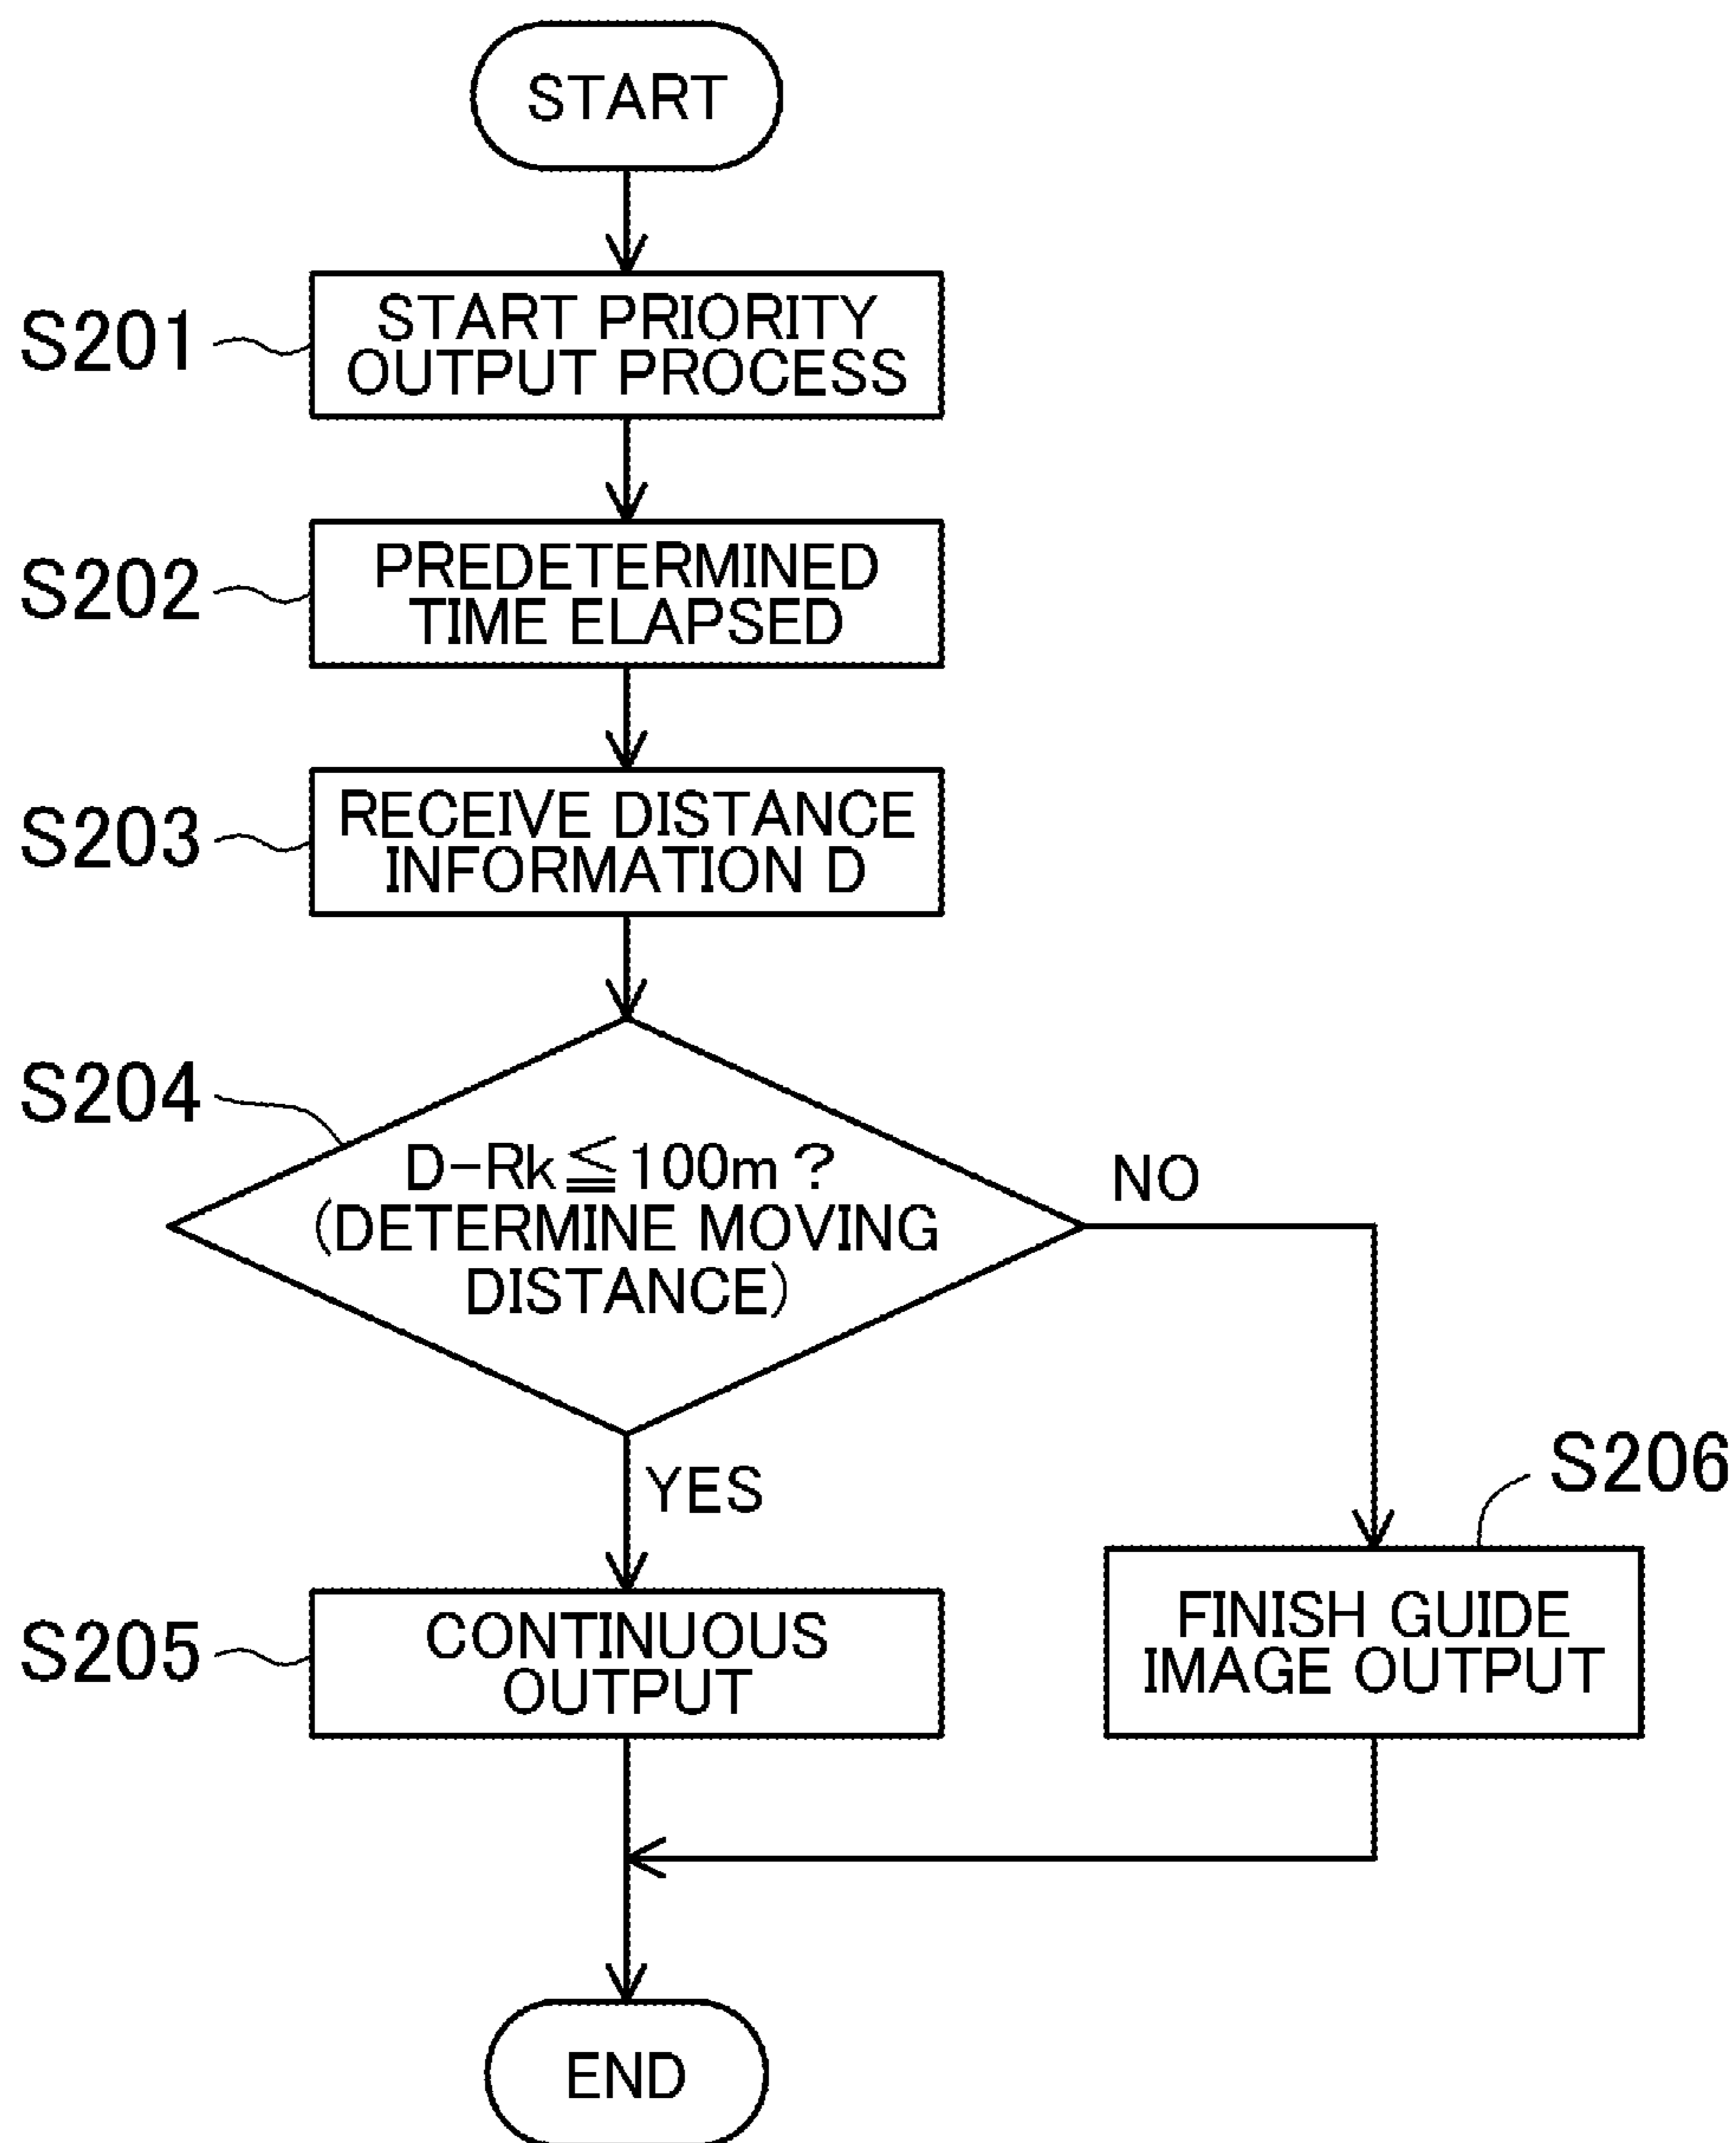 START
S201
START PRIORITY
OUTPUT PROCESS
S202
PREDETERMINED
TIME ELAPSED
S203
RECEIVE DISTANCE
INFORMATION D
S204
D-Rk≦100m?
(DETERMINE MOVING
DISTANCE)
NO
YES
S205
CONTINUOUS
OUTPUT
S206
FINISH GUIDE
IMAGE OUTPUT
END